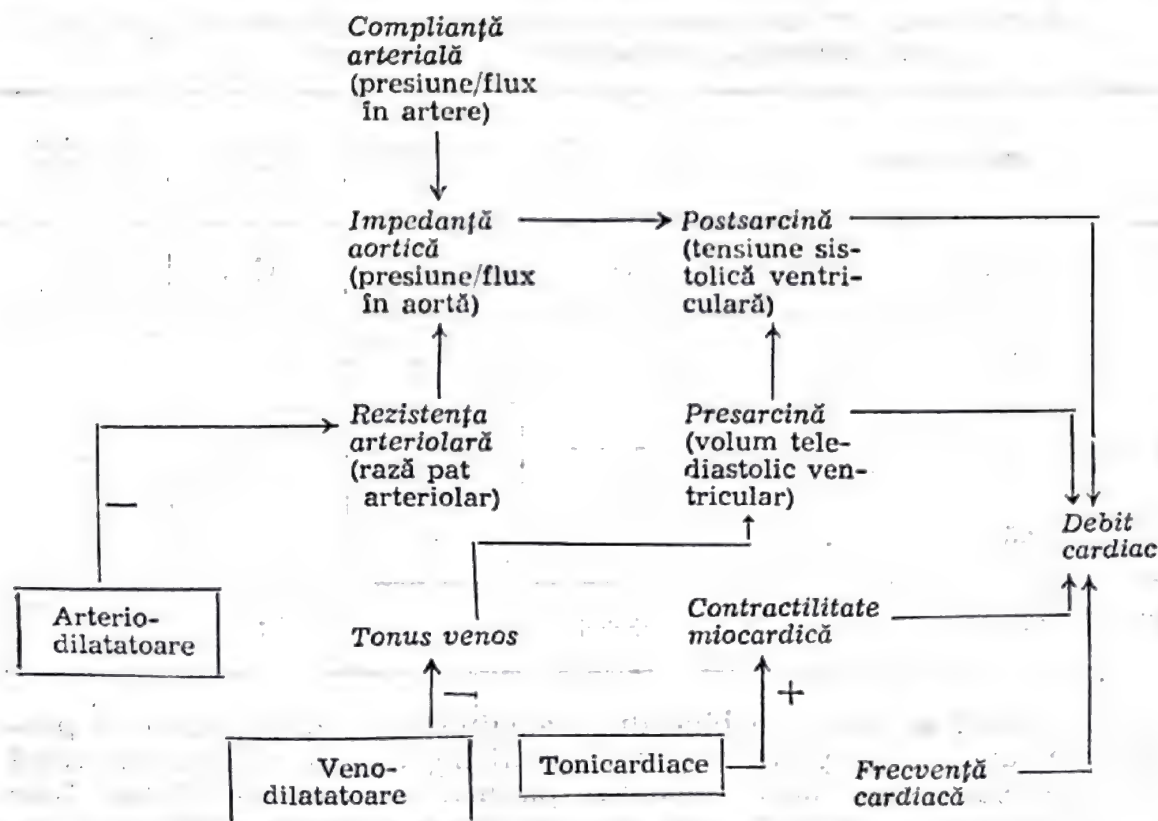 Complianță
arterială
(presiune/flux
în artere)
Impedanță
aortică
(presiune/flux
în aortă)
Postsarcină
(tensiune sis-
tolică ventri-
culară)
Rezistența
arteriolară
(rază pat
arteriolar)
Presarcină
(volum tele-
diastolic ven-
tricular)
Debit
cardiac
—
Arterio-
dilatatoare
Tonus venos
Contractilitate
miocardică
—
+
Veno-
dilatatoare
Tonicardiace
Frecvență
cardiacă